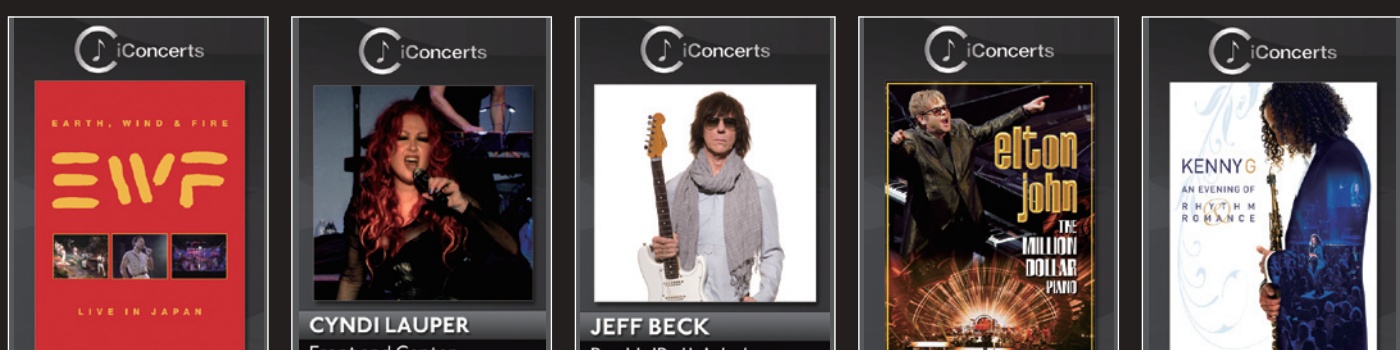 iConcerts
EARTH, WIND & FIRE
EWF
LIVE IN JAPAN
iConcerts
CYNDI LAUPER
iConcerts
JEFF BECK
iConcerts
elton
john
THE
MILLION
DOLLAR
PIANO
iConcerts
KENNY G
AN EVENING OF
RHYTHM
&
ROMANCE